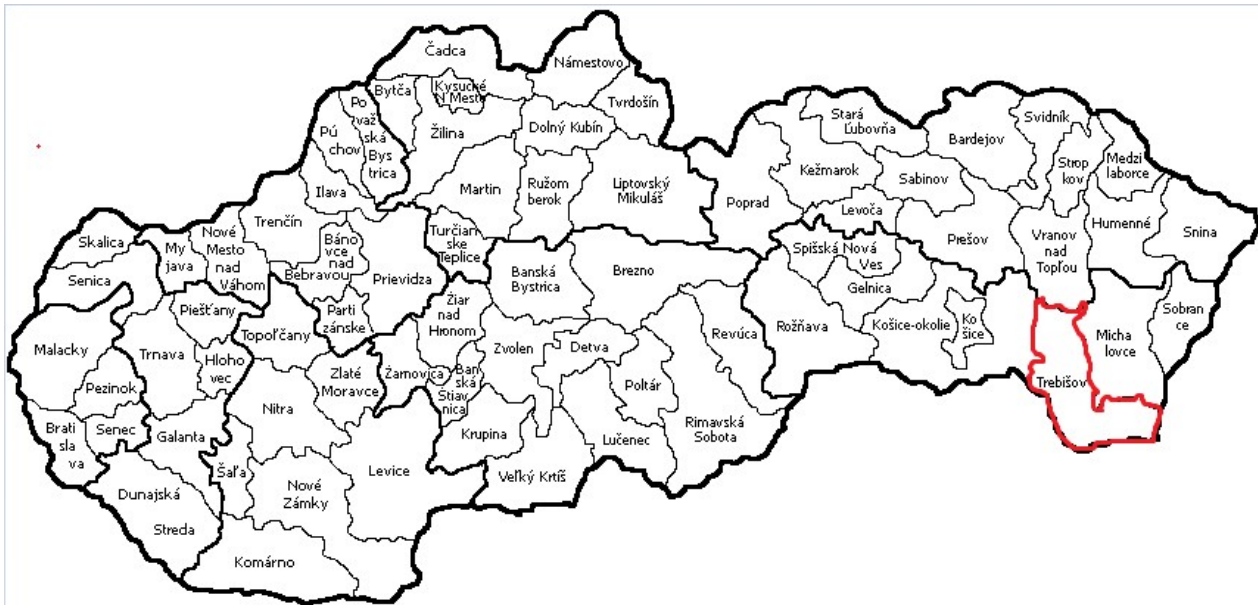 Čadca
Námestovo
Bytča
Kysucké
N Mesto
Tvrdošín
Po
važ
ská
Bys
trica
Pú
chov
Žilina
Dolný Kubín
Stará
Ľubovňa
Bardejov
Svidník
Strop
kov
Medzi
laborce
Ilava
Martin
Ružom
berok
Liptovský
Mikuláš
Poprad
Kežmarok
Sabinov
Levoča
Humenné
Snina
Trenčín
Skalica
Senica
My
java
Nové
Mesto
nad
Váhom
Báno
vce
nad
Bebravou
Prievidza
Turčian
ske
Teplice
Banská
Bystrica
Brezno
Spišská Nová
Ves
Gelnica
Prešov
Vranov
nad
Topľou
Sobran
ce
Piešťany
Parti
zánske
Žiar
nad
Hronom
Topoľčany
Malacky
Trnava
Hloho
vec
Pezinok
Zvolen
Detva
Revúca
Rožňava
Košice-okolie
Ko
šice
Micha
lovce
Trebišov
Zlaté
Moravce
Žarnovica
Ban
ská
Štiav
nica
Poltár
Nitra
Brati
sla
va
Senec
Galanta
Krupina
Lučenec
Rimavská
Sobota
Šaľa
Levice
Veľký Krtíš
Nové
Zámky
Dunajská
Streda
Komárno